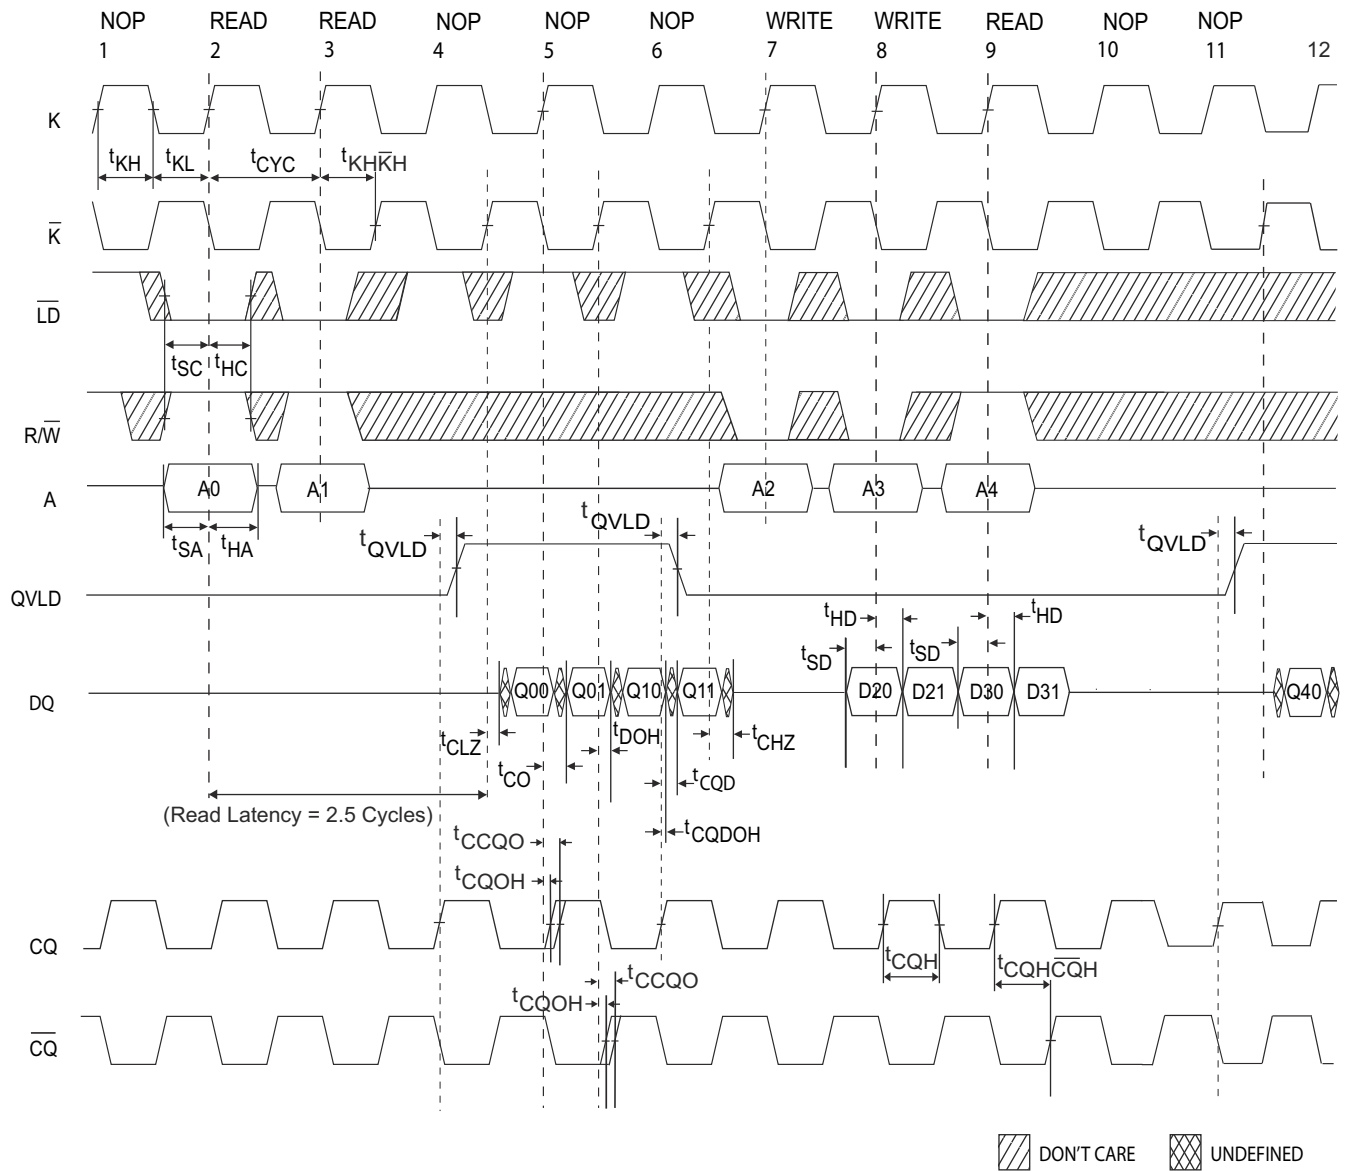 NOP READ READ NOP NOP NOP WRITE WRITE READ NOP NOP
1 2 3 4 5 6 7 8 9 10 11 12
K
tKH tKL tCYC tKHK̅H
K̅
L̅D̅
tSC tHC
R/W̅
A A0 A1 A2 A3 A4
tSA tHA tQVLD tQVLD tQVLD
QVLD
tHD tHD
tSD tSD
DQ Q00 Q01 Q10 Q11 D20 D21 D30 D31 Q40
tCLZ tDOH tCHZ
tCO tCQD
(Read Latency = 2.5 Cycles)
tCQDOH
tCCQO
tCQOH
CQ
tCQH tCQHC̅Q̅H
tCCQO
tCQOH
C̅Q̅
DON'T CARE UNDEFINED